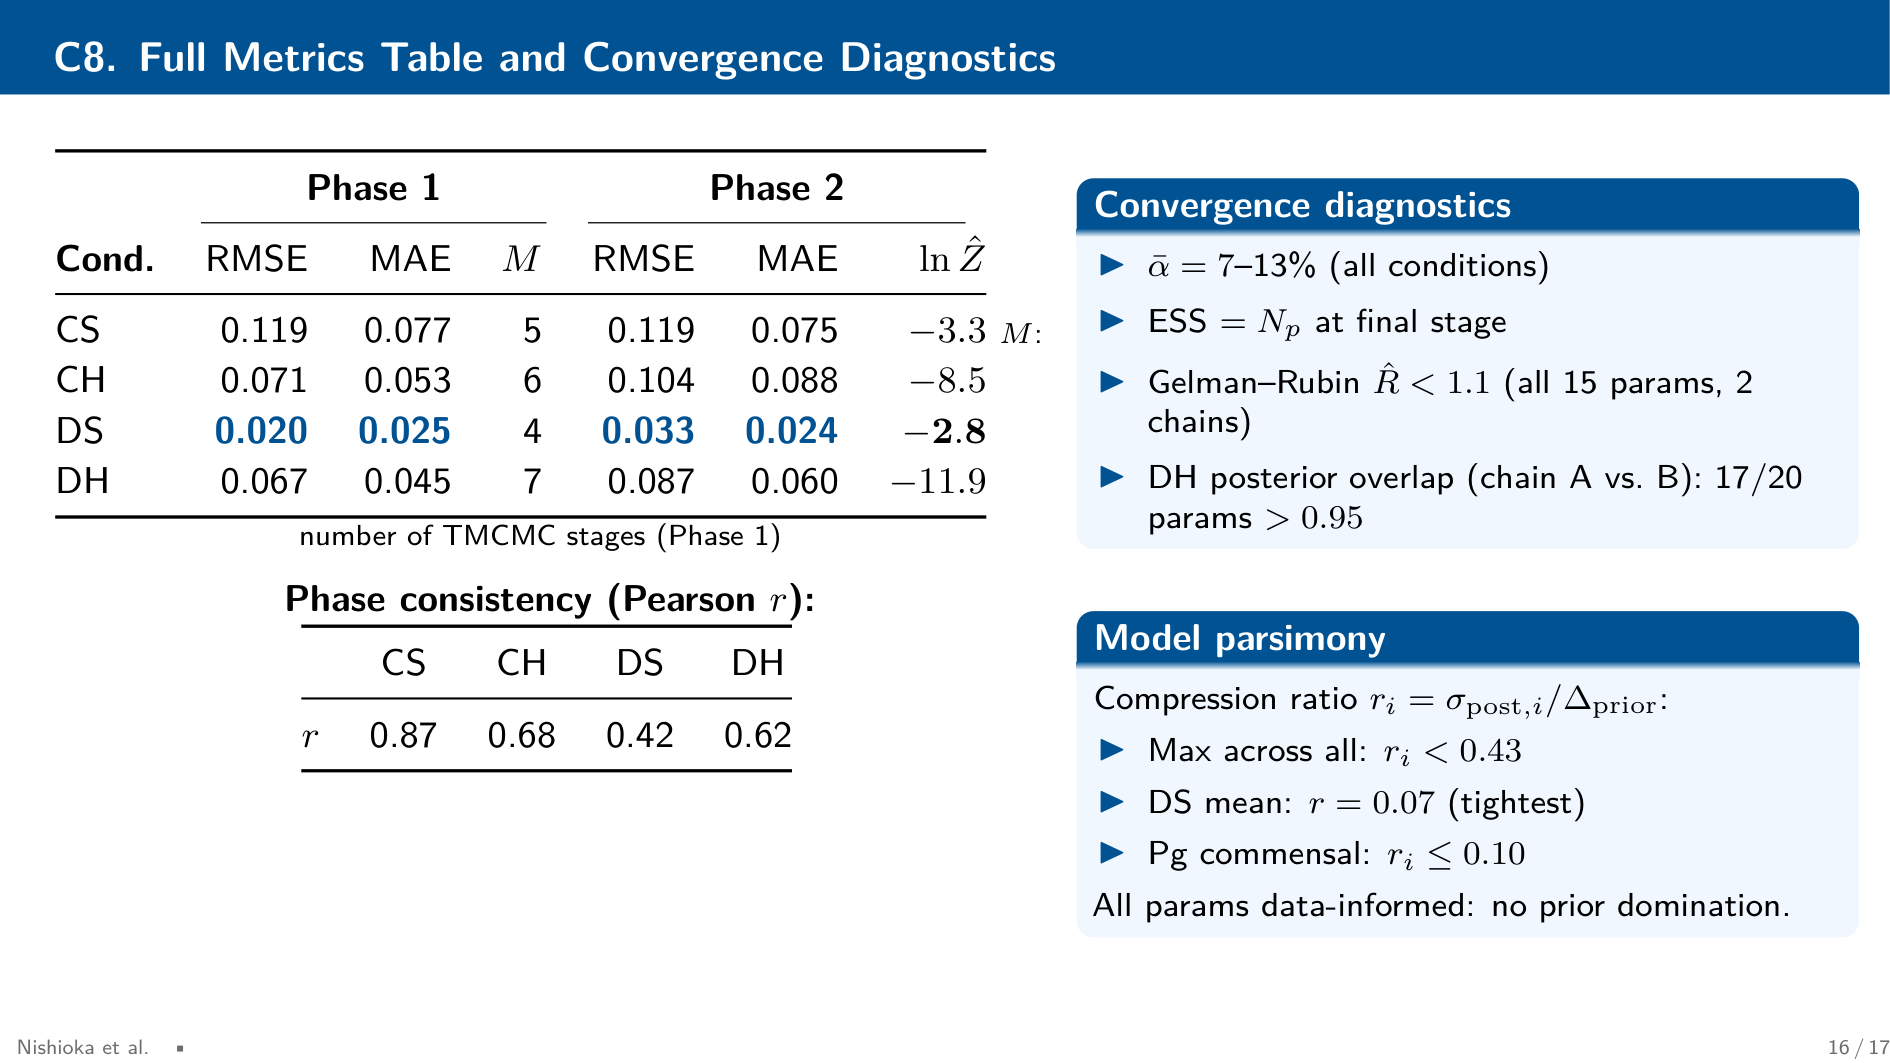 C8. Full Metrics Table and Convergence Diagnostics
Phase 1 Phase 2
Cond. RMSE MAE M RMSE MAE ln Ẑ
CS 0.119 0.077 5 0.119 0.075 −3.3 M:
CH 0.071 0.053 6 0.104 0.088 −8.5
DS 0.020 0.025 4 0.033 0.024 −2.8
DH 0.067 0.045 7 0.087 0.060 −11.9
number of TMCMC stages (Phase 1)
Phase consistency (Pearson r):
CS CH DS DH
r 0.87 0.68 0.42 0.62
Convergence diagnostics
▶ ᾱ = 7–13% (all conditions)
▶ ESS = Nₚ at final stage
▶ Gelman–Rubin R̂ < 1.1 (all 15 params, 2
chains)
▶ DH posterior overlap (chain A vs. B): 17/20
params > 0.95
Model parsimony
Compression ratio rᵢ = σpost,i/Δprior:
▶ Max across all: rᵢ < 0.43
▶ DS mean: r = 0.07 (tightest)
▶ Pg commensal: rᵢ ≤ 0.10
All params data-informed: no prior domination.
Nishioka et al. ▪
16 / 17